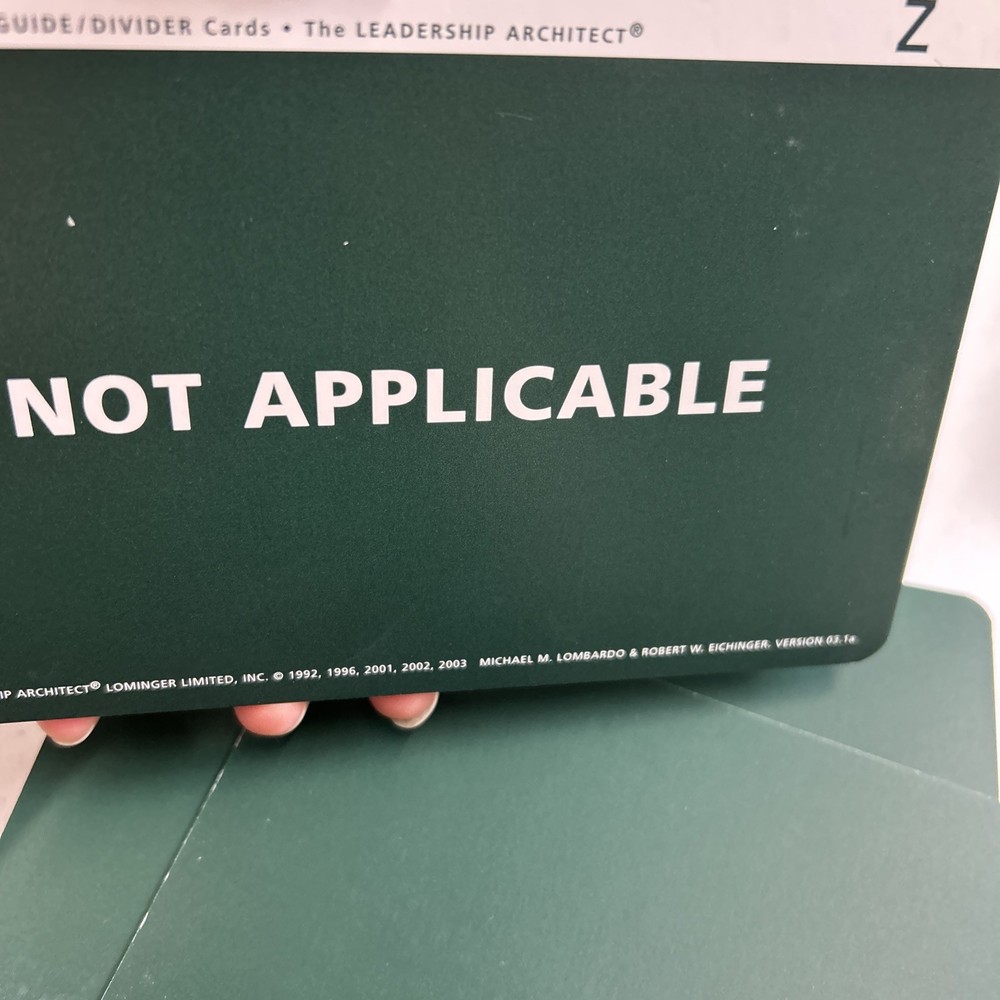 GUIDE/DIVIDER Cards • The LEADERSHIP ARCHITECT® Z
NOT APPLICABLE
IP ARCHITECT® LOMINGER LIMITED, INC. © 1992, 1996, 2001, 2002, 2003 MICHAEL M. LOMBARDO & ROBERT W. EICHINGER. VERSION 03.1a